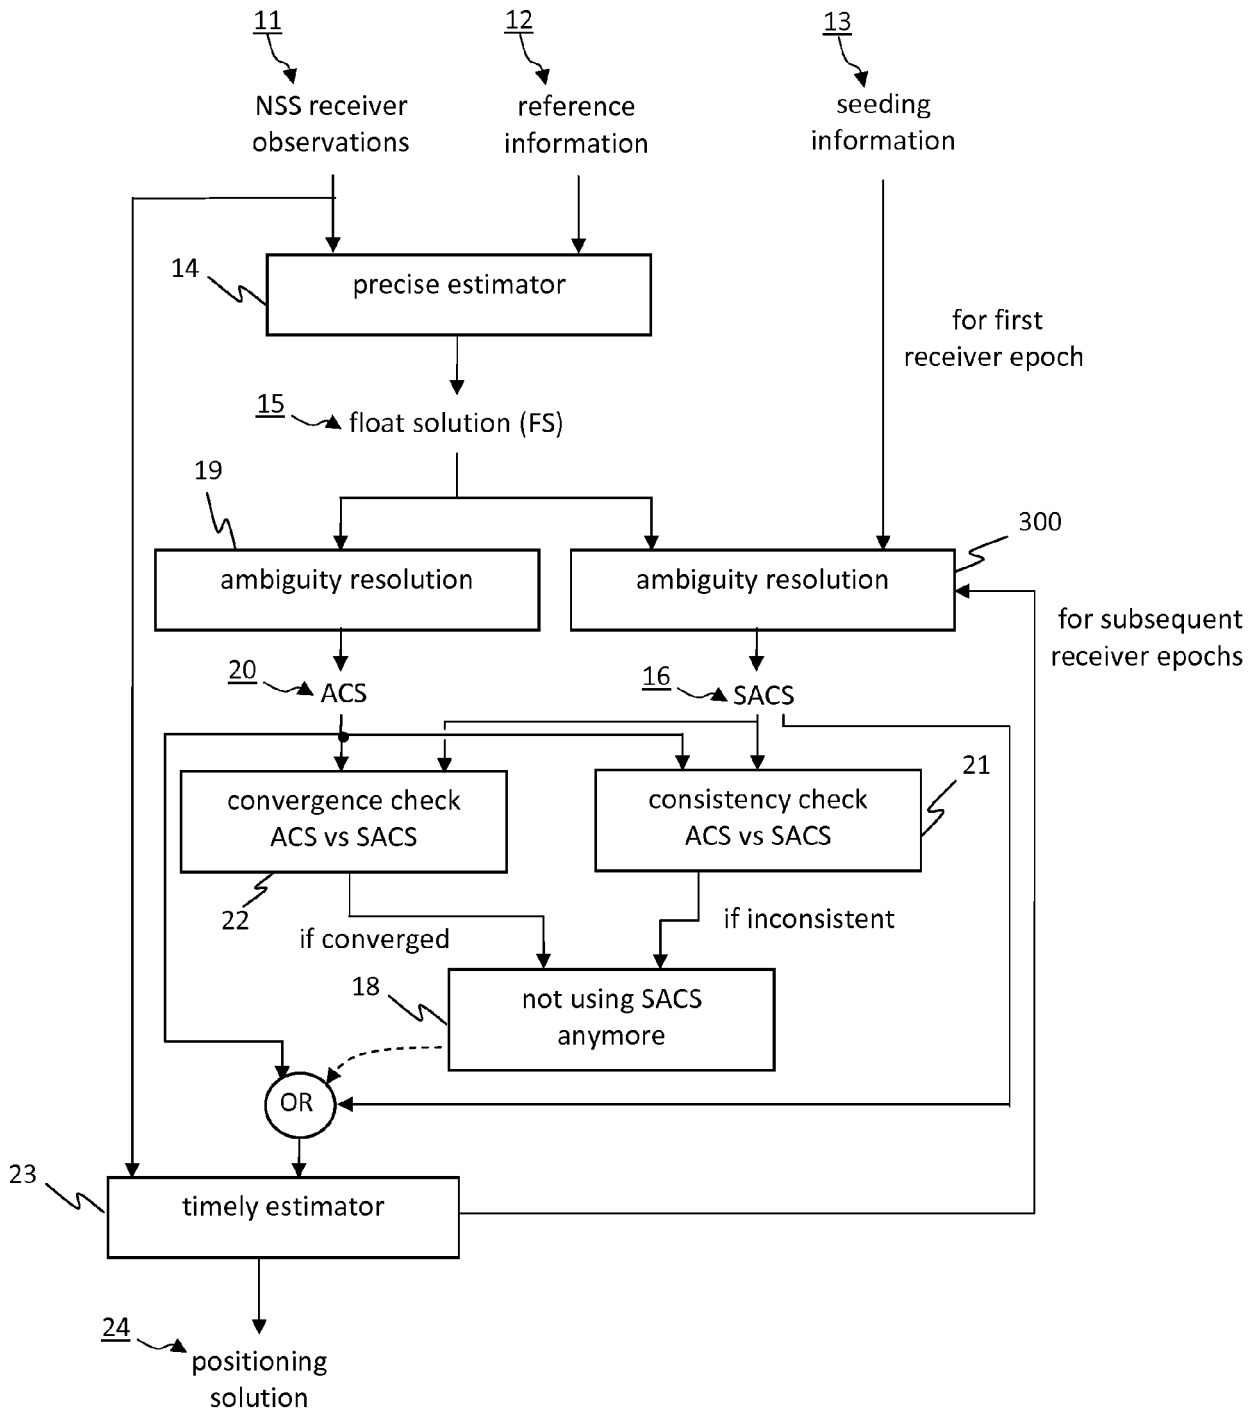 11
12
13
NSS receiver
observations
reference
information
seeding
information
14
precise estimator
for first
receiver epoch
15
float solution (FS)
19
300
ambiguity resolution
ambiguity resolution
for subsequent
receiver epochs
20
ACS
16
SACS
21
convergence check
ACS vs SACS
consistency check
ACS vs SACS
22
if converged
if inconsistent
18
not using SACS
anymore
OR
23
timely estimator
24
positioning
solution